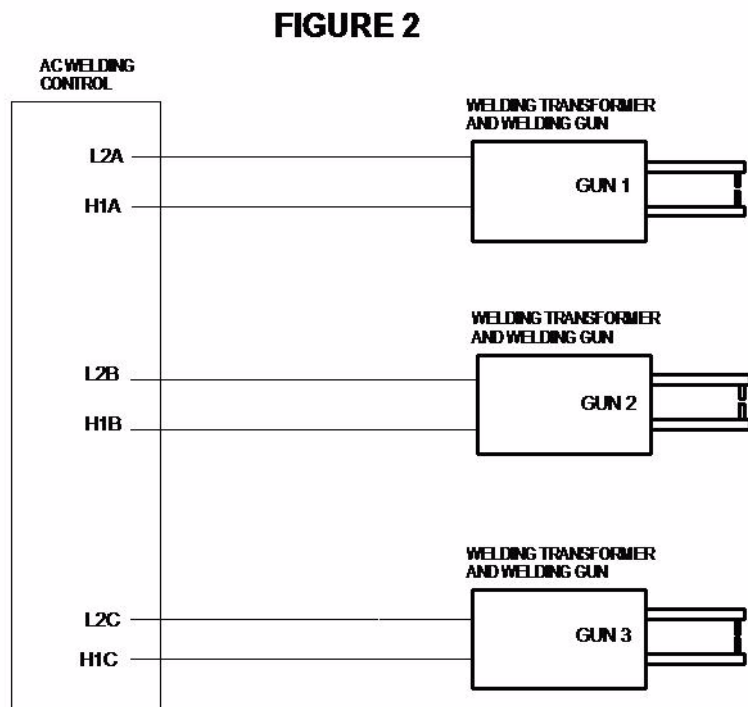 FIGURE 2
AC WELDING
CONTROL
WELDING TRANSFORMER
AND WELDING GUN
L2A
GUN 1
H1A
WELDING TRANSFORMER
AND WELDING GUN
L2B
GUN 2
H1B
WELDING TRANSFORMER
AND WELDING GUN
L2C
GUN 3
H1C